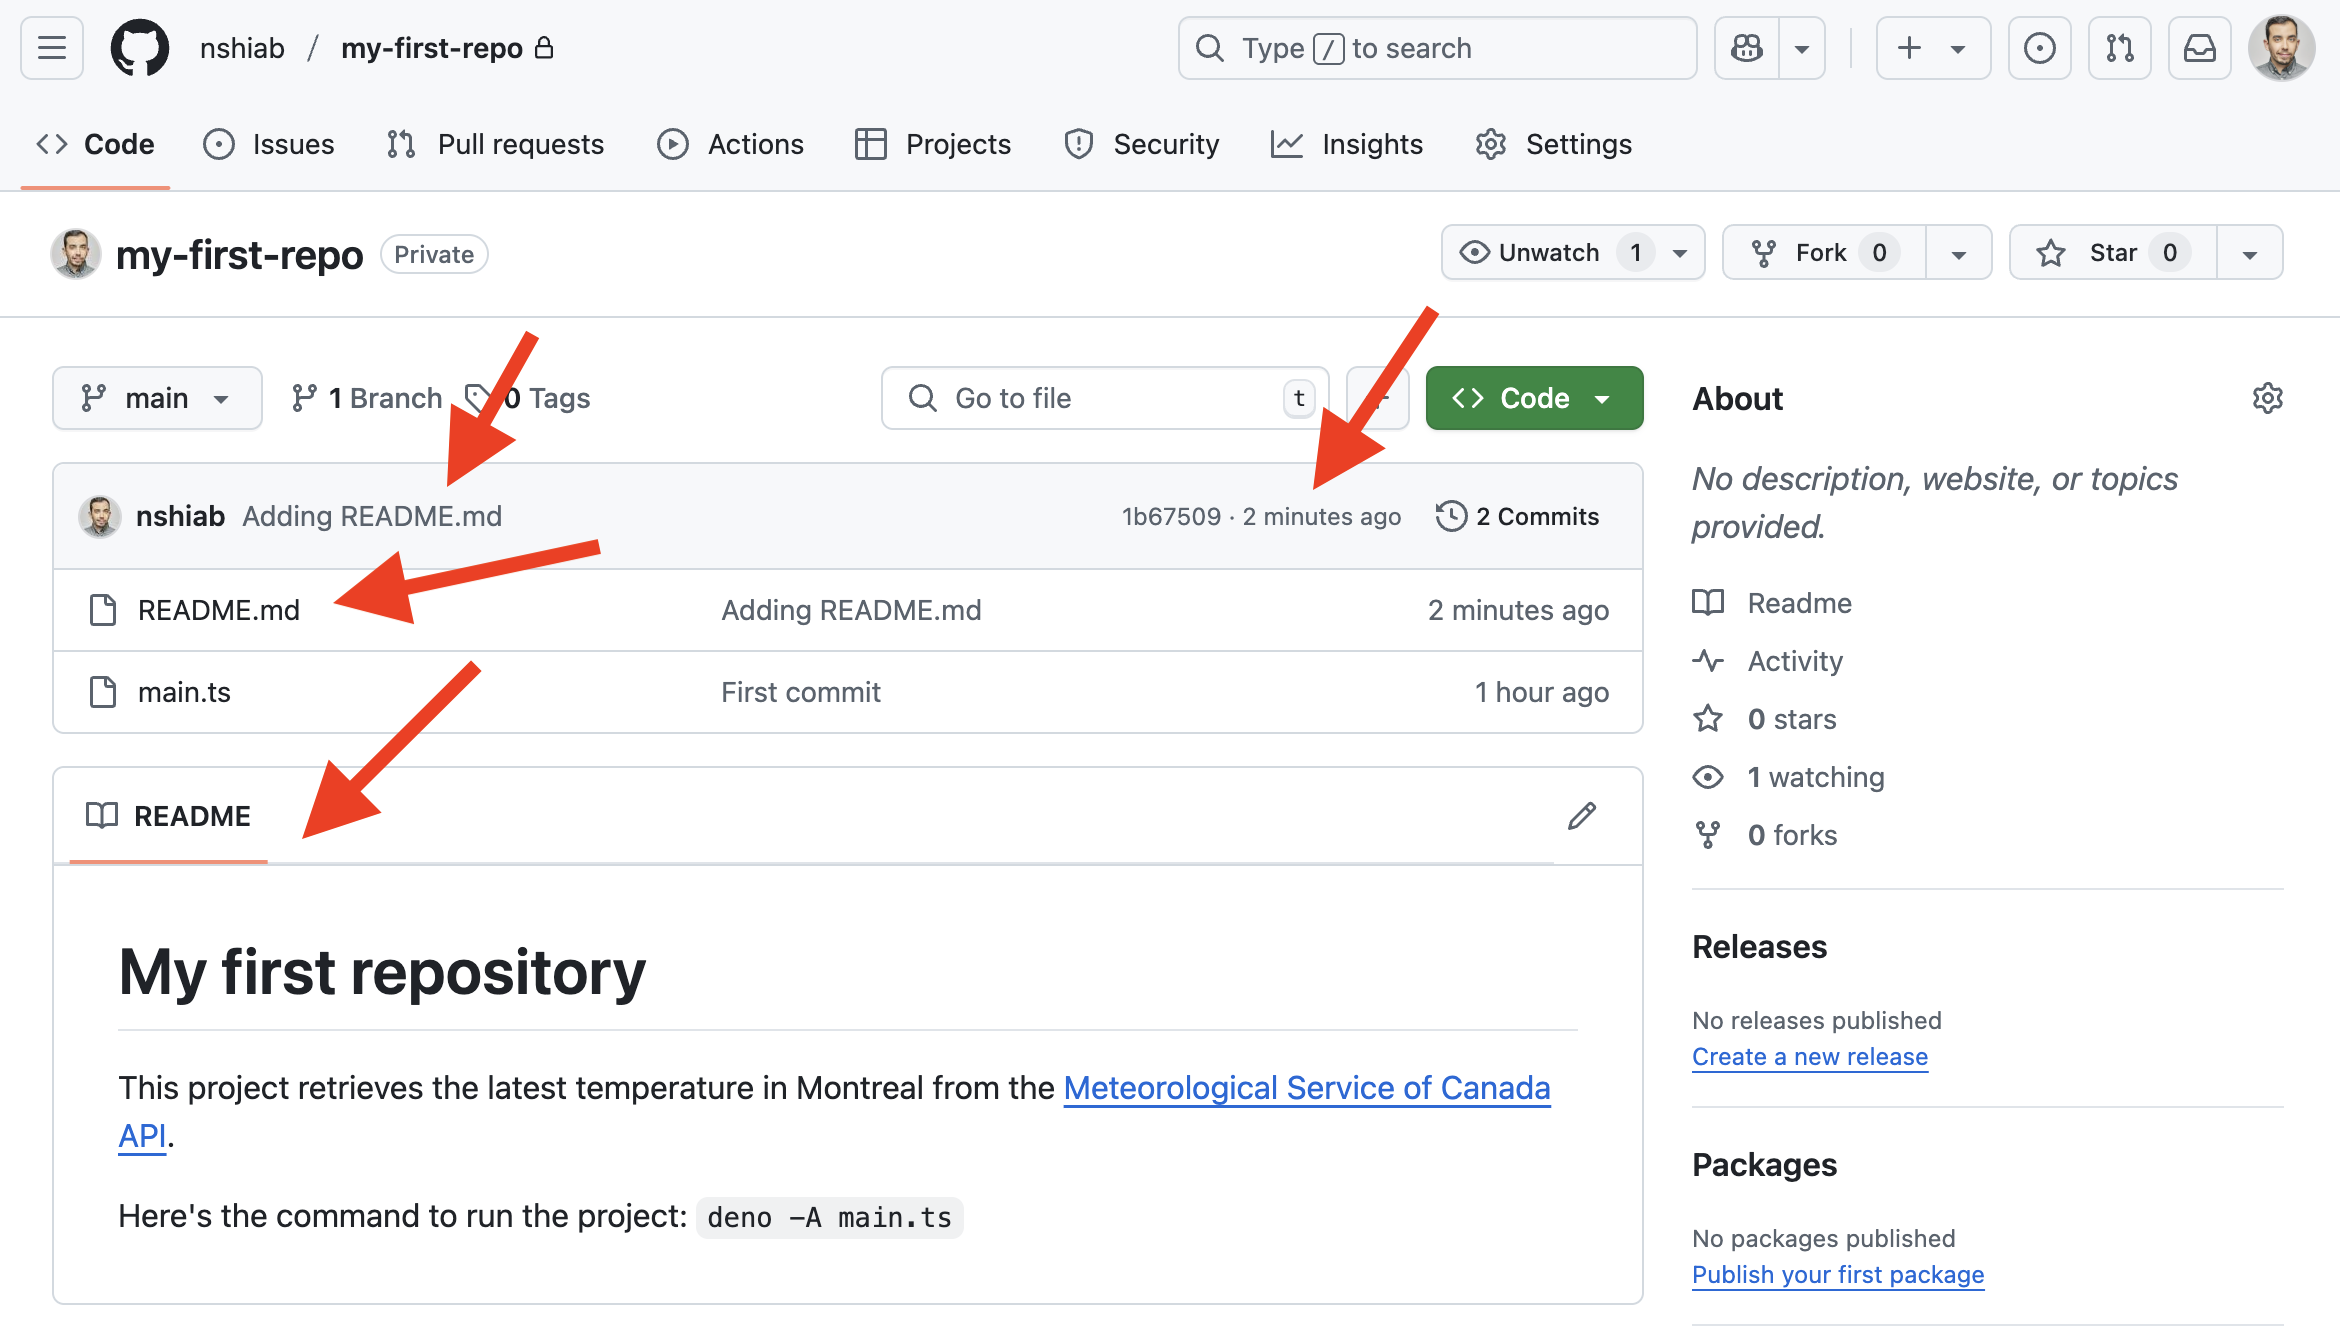 nshiab / my-first-repo
Type / to search
Code
Issues
Pull requests
Actions
Projects
Security
Insights
Settings
my-first-repo Private
Unwatch 1
Fork 0
Star 0
main
1 Branch
0 Tags
Go to file t
Code
nshiab Adding README.md 1b67509 · 2 minutes ago 2 Commits
README.md Adding README.md 2 minutes ago
main.ts First commit 1 hour ago
README
My first repository
This project retrieves the latest temperature in Montreal from the Meteorological Service of Canada
API.
Here's the command to run the project: deno -A main.ts
About
No description, website, or topics
provided.
Readme
Activity
0 stars
1 watching
0 forks
Releases
No releases published
Create a new release
Packages
No packages published
Publish your first package